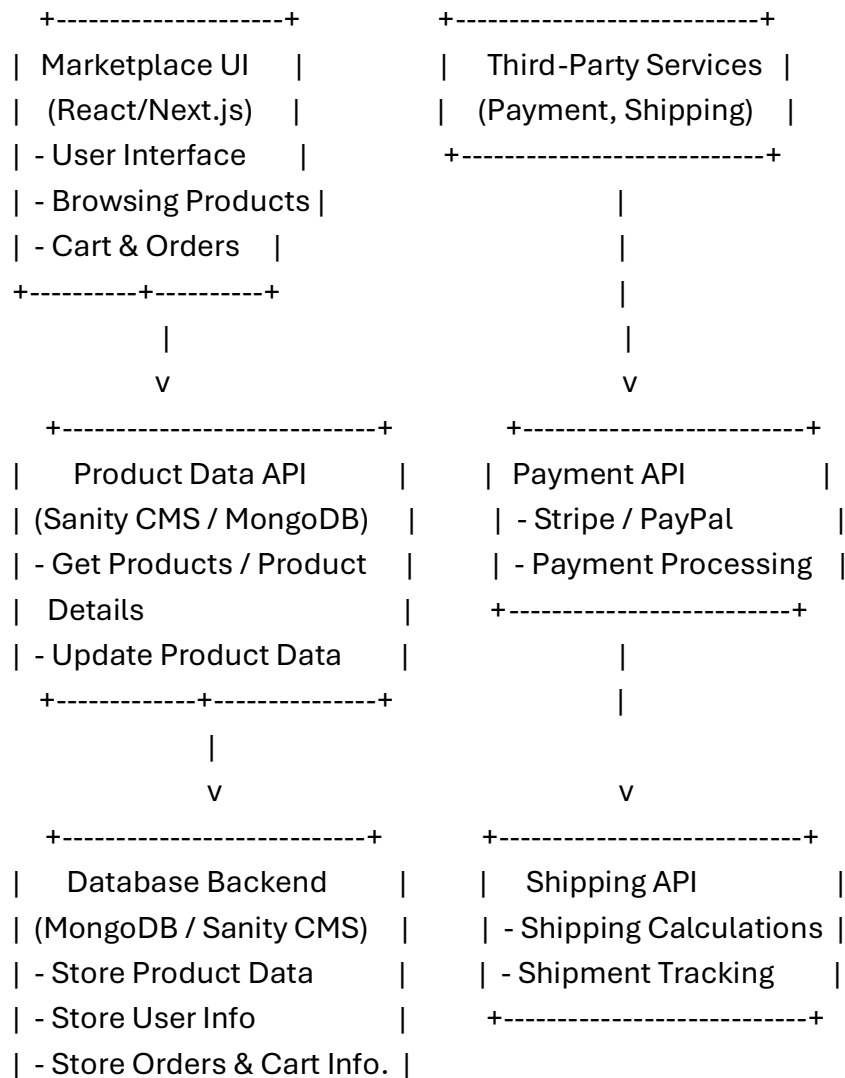 +---------------------+ +----------------------------+
| Marketplace UI | | Third-Party Services |
| (React/Next.js) | | (Payment, Shipping) |
| - User Interface | +----------------------------+
| - Browsing Products | |
| - Cart & Orders | |
+----------+----------+ |
| |
v v
+-----------------------------+ +--------------------------+
| Product Data API | | Payment API |
| (Sanity CMS / MongoDB) | | - Stripe / PayPal |
| - Get Products / Product | | - Payment Processing |
| Details | +--------------------------+
| - Update Product Data | |
+-------------+---------------+ |
|
v v
+----------------------------+ +----------------------------+
| Database Backend | | Shipping API |
| (MongoDB / Sanity CMS) | | - Shipping Calculations |
| - Store Product Data | | - Shipment Tracking |
| - Store User Info | +----------------------------+
| - Store Orders & Cart Info. |